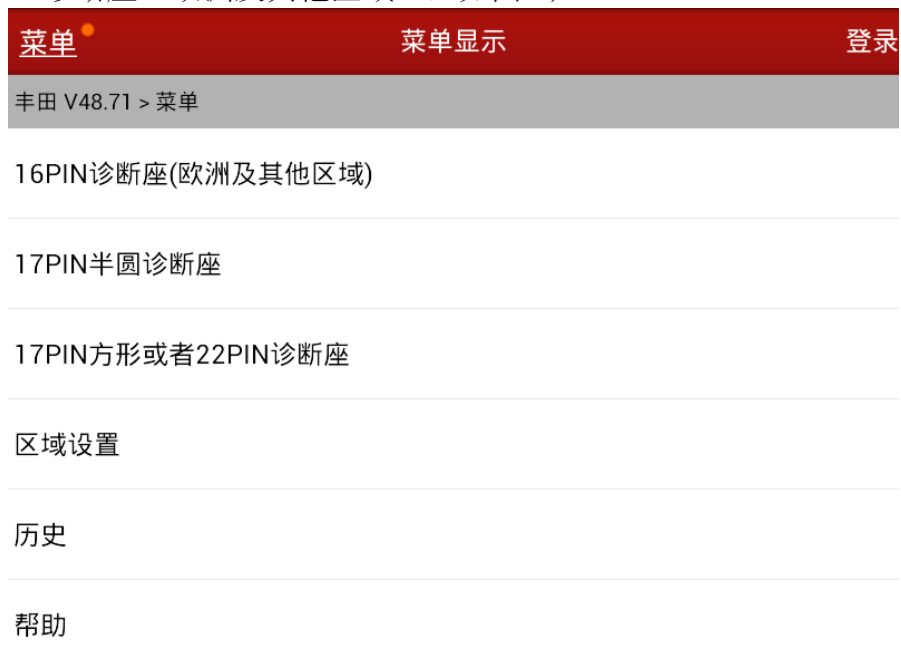 菜单 菜单显示 登录
丰田 V48.71 > 菜单
16PIN诊断座(欧洲及其他区域)
17PIN半圆诊断座
17PIN方形或者22PIN诊断座
区域设置
历史
帮助